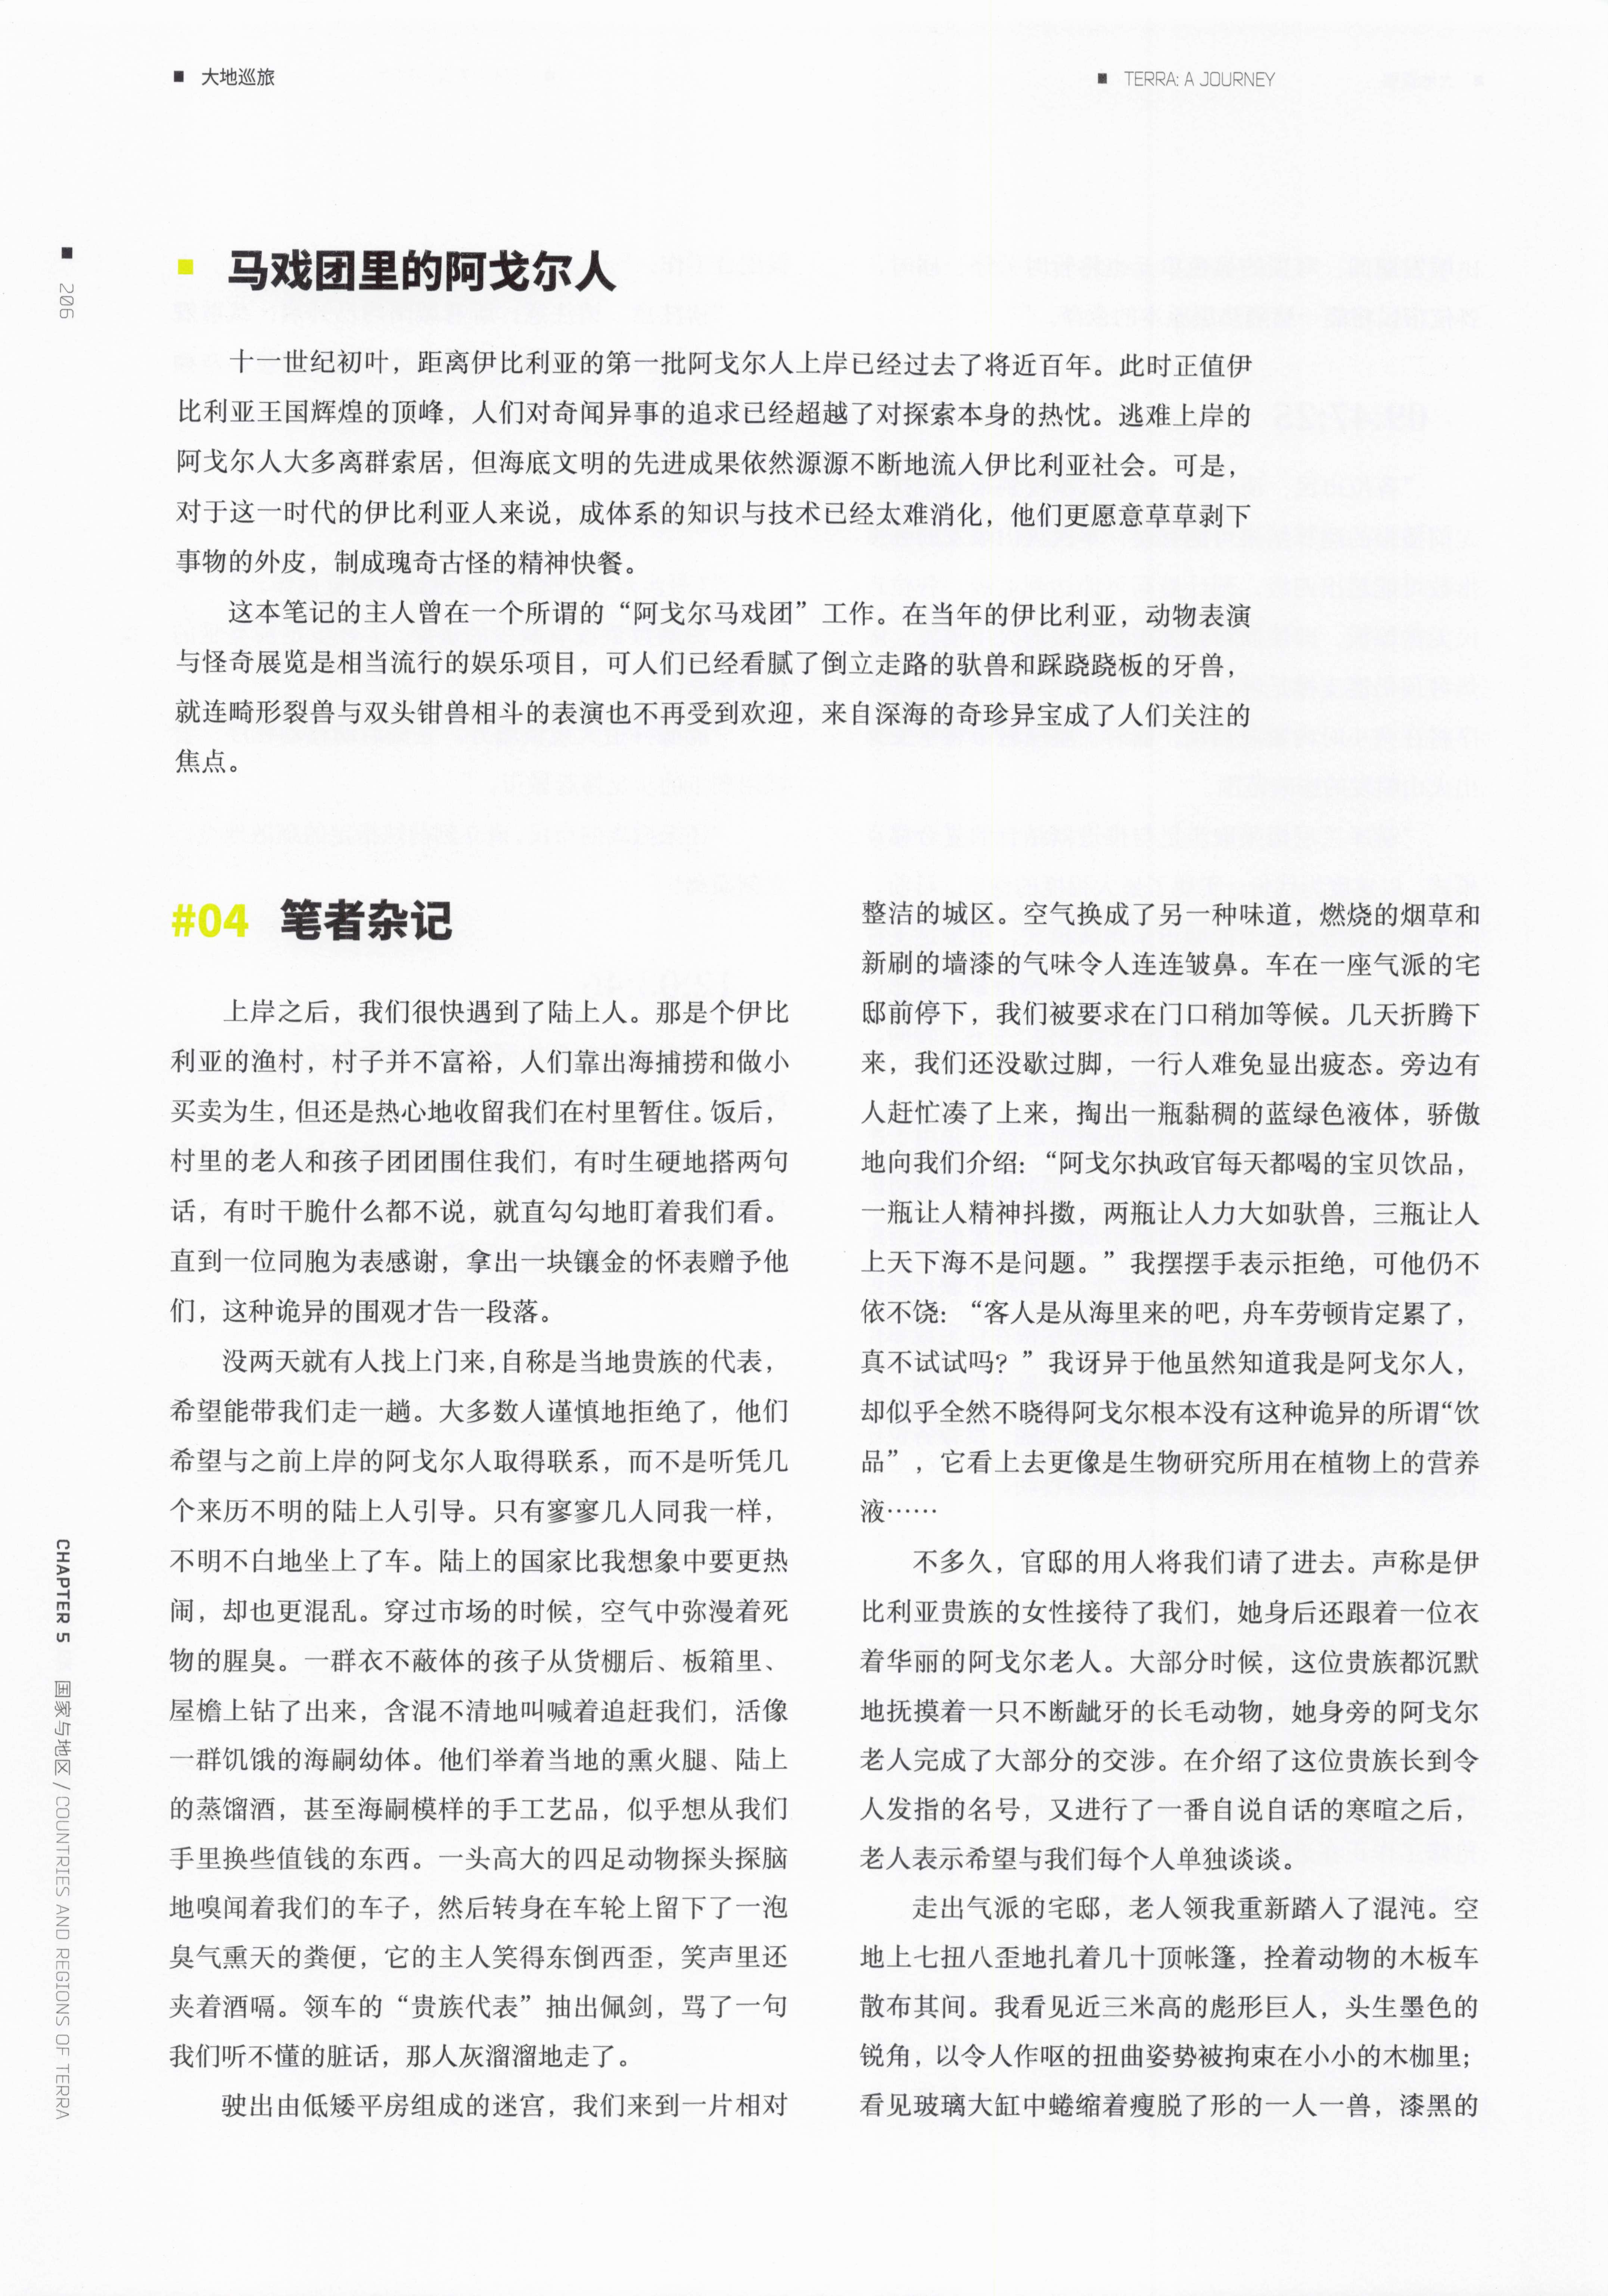 大地巡旅
TERRA: A JOURNEY
206
马戏团里的阿戈尔人
十一世纪初叶，距离伊比利亚的第一批阿戈尔人上岸已经过去了将近百年。此时正值伊
比利亚王国辉煌的顶峰，人们对奇闻异事的追求已经超越了对探索本身的热忱。逃难上岸的
阿戈尔人大多离群索居，但海底文明的先进成果依然源源不断地流入伊比利亚社会。可是，
对于这一时代的伊比利亚人来说，成体系的知识与技术已经太难消化，他们更愿意草草剥下
事物的外皮，制成瑰奇古怪的精神快餐。
这本笔记的主人曾在一个所谓的“阿戈尔马戏团”工作。在当年的伊比利亚，动物表演
与怪奇展览是相当流行的娱乐项目，可人们已经看腻了倒立走路的驮兽和踩跷跷板的牙兽，
就连畸形裂兽与双头钳兽相斗的表演也不再受到欢迎，来自深海的奇珍异宝成了人们关注的
焦点。
#04 笔者杂记
上岸之后，我们很快遇到了陆上人。那是个伊比
利亚的渔村，村子并不富裕，人们靠出海捕捞和做小
买卖为生，但还是热心地收留我们在村里暂住。饭后，
村里的老人和孩子团团围住我们，有时生硬地搭两句
话，有时干脆什么都不说，就直勾勾地盯着我们看。
直到一位同胞为表感谢，拿出一块镶金的怀表赠予他
们，这种诡异的围观才告一段落。
没两天就有人找上门来，自称是当地贵族的代表，
希望能带我们走一趟。大多数人谨慎地拒绝了，他们
希望与之前上岸的阿戈尔人取得联系，而不是听凭几
个来历不明的陆上人引导。只有寥寥几人同我一样，
不明不白地坐上了车。陆上的国家比我想象中要更热
闹，却也更混乱。穿过市场的时候，空气中弥漫着死
物的腥臭。一群衣不蔽体的孩子从货棚后、板箱里、
屋檐上钻了出来，含混不清地叫喊着追赶我们，活像
一群饥饿的海嗣幼体。他们举着当地的熏火腿、陆上
的蒸馏酒，甚至海嗣模样的手工艺品，似乎想从我们
手里换些值钱的东西。一头高大的四足动物探头探脑
地嗅闻着我们的车子，然后转身在车轮上留下了一泡
臭气熏天的粪便，它的主人笑得东倒西歪，笑声里还
夹着酒嗝。领车的“贵族代表”抽出佩剑，骂了一句
我们听不懂的脏话，那人灰溜溜地走了。
驶出由低矮平房组成的迷宫，我们来到一片相对
整洁的城区。空气换成了另一种味道，燃烧的烟草和
新刷的墙漆的气味令人连连皱鼻。车在一座气派的宅
邸前停下，我们被要求在门口稍加等候。几天折腾下
来，我们还没歇过脚，一行人难免显出疲态。旁边有
人赶忙凑了上来，掏出一瓶黏稠的蓝绿色液体，骄傲
地向我们介绍：“阿戈尔执政官每天都喝的宝贝饮品，
一瓶让人精神抖擞，两瓶让人力大如驮兽，三瓶让人
上天下海不是问题。”我摆摆手表示拒绝，可他仍不
依不饶：“客人是从海里来的吧，舟车劳顿肯定累了，
真不试试吗？”我讶异于他虽然知道我是阿戈尔人，
却似乎全然不晓得阿戈尔根本没有这种诡异的所谓“饮
品”，它看上去更像是生物研究所用在植物上的营养
液……
不多久，官邸的用人将我们请了进去。声称是伊
比利亚贵族的女性接待了我们，她身后还跟着一位衣
着华丽的阿戈尔老人。大部分时候，这位贵族都沉默
地抚摸着一只不断龇牙的长毛动物，她身旁的阿戈尔
老人完成了大部分的交涉。在介绍了这位贵族长到令
人发指的名号，又进行了一番自说自话的寒暄之后，
老人表示希望与我们每个人单独谈谈。
走出气派的宅邸，老人领我重新踏入了混沌。空
地上七扭八歪地扎着几十顶帐篷，拴着动物的木板车
散布其间。我看见近三米高的彪形巨人，头生墨色的
锐角，以令人作呕的扭曲姿势被拘束在小小的木枷里；
看见玻璃大缸中蜷缩着瘦脱了形的一人一兽，漆黑的
CHAPTER 5 国家与地区 / COUNTRIES AND REGIONS OF TERRA